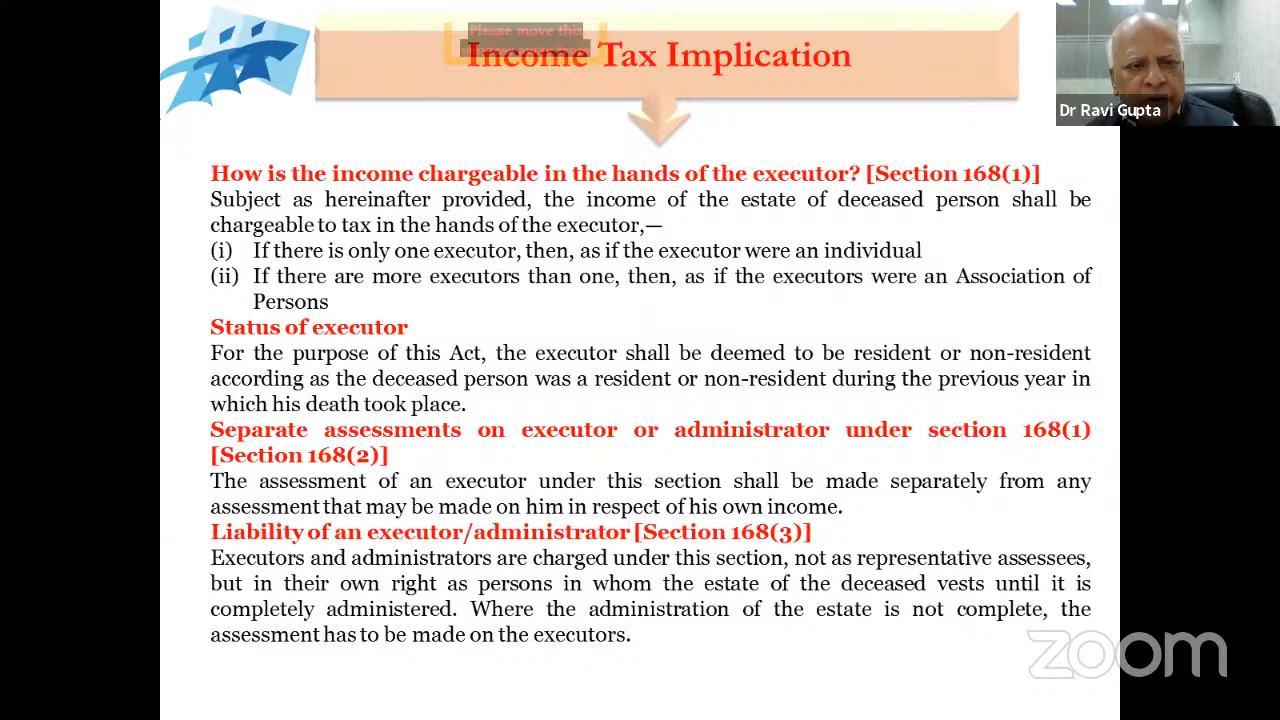 Please move this
Income Tax Implication
Dr Ravi Gupta
How is the income chargeable in the hands of the executor? [Section 168(1)]
Subject as hereinafter provided, the income of the estate of deceased person shall be
chargeable to tax in the hands of the executor,—
(i) If there is only one executor, then, as if the executor were an individual
(ii) If there are more executors than one, then, as if the executors were an Association of
Persons
Status of executor
For the purpose of this Act, the executor shall be deemed to be resident or non-resident
according as the deceased person was a resident or non-resident during the previous year in
which his death took place.
Separate assessments on executor or administrator under section 168(1)
[Section 168(2)]
The assessment of an executor under this section shall be made separately from any
assessment that may be made on him in respect of his own income.
Liability of an executor/administrator [Section 168(3)]
Executors and administrators are charged under this section, not as representative assessees,
but in their own right as persons in whom the estate of the deceased vests until it is
completely administered. Where the administration of the estate is not complete, the
assessment has to be made on the executors.
zoom